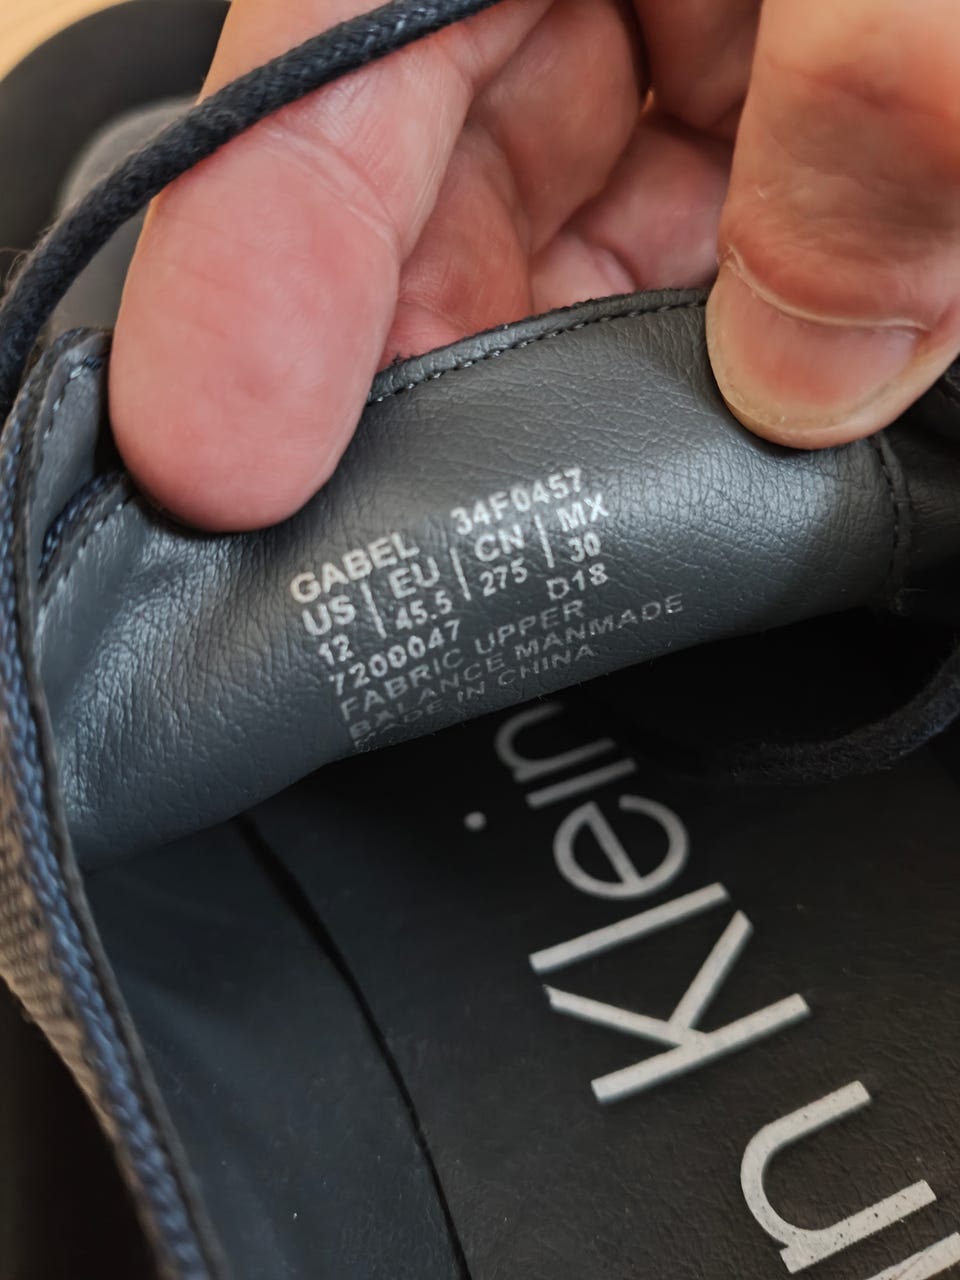 GABEL 34F0457
US | EU | CN | MX
12 | 45.5 | 275 | 30
7200047 D18
FABRIC UPPER
BALANCE MANMADE
MADE IN CHINA
n Klein